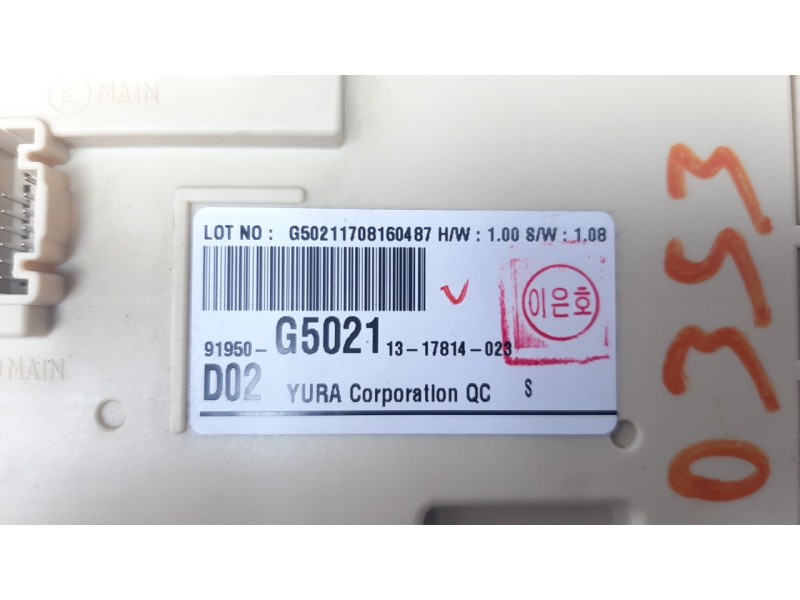 E MAIN
LOT NO : G50211708160487 H/W : 1.00 S/W : 1.08
이은호
91950-G5021 13-17814-023
D02 YURA Corporation QC S
MAIN
0353